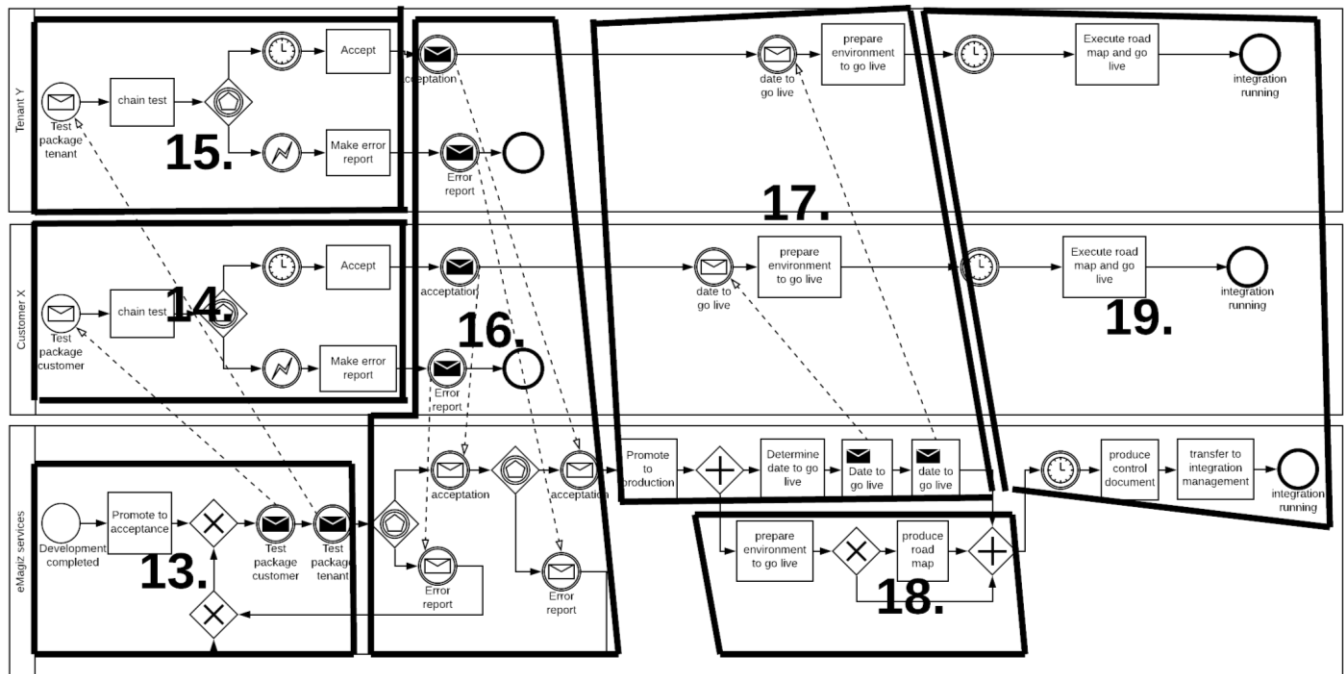 Tenant Y
Test
package
tenant
chain test
Accept
Make error
report
15.
acceptation
Error
report
date to
go live
prepare
environment
to go live
17.
Execute road
map and go
live
integration
running
Customer X
Test
package
customer
chain test
14.
Accept
Make error
report
acceptation
16.
Error
report
date to
go live
prepare
environment
to go live
Execute road
map and go
live
19.
integration
running
eMagiz services
Development
completed
Promote to
acceptance
13.
Test
package
customer
Test
package
tenant
acceptation
Error
report
acceptation
Error
report
Promote
to
production
Determine
date to go
live
Date to
go live
date to
go live
prepare
environment
to go live
produce
road
map
18.
produce
control
document
transfer to
integration
management
integration
running